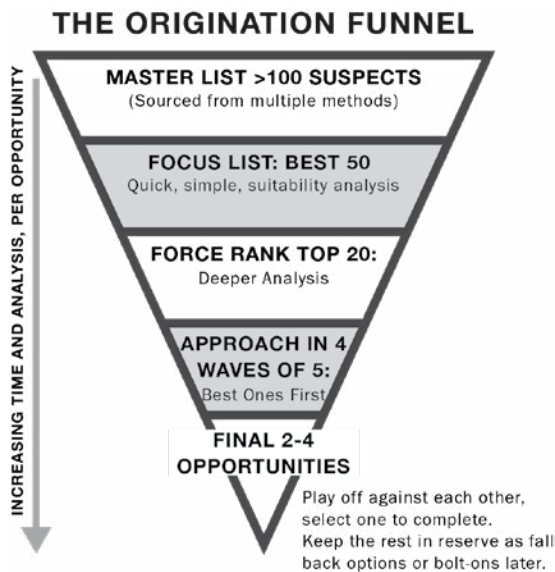 THE ORIGINATION FUNNEL
INCREASING TIME AND ANALYSIS, PER OPPORTUNITY
MASTER LIST >100 SUSPECTS
(Sourced from multiple methods)
FOCUS LIST: BEST 50
Quick, simple, suitability analysis
FORCE RANK TOP 20:
Deeper Analysis
APPROACH IN 4
WAVES OF 5:
Best Ones First
FINAL 2-4
OPPORTUNITIES
Play off against each other,
select one to complete.
Keep the rest in reserve as fall
back options or bolt-ons later.